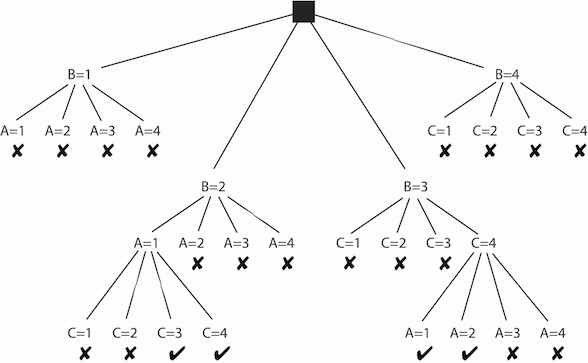 B=1 B=4
A=1 A=2 A=3 A=4 C=1 C=2 C=3 C=4
✘ ✘ ✘ ✘ ✘ ✘ ✘ ✘
B=2 B=3
A=1 A=2 A=3 A=4 C=1 C=2 C=3 C=4
✘ ✘ ✘ ✘ ✘ ✘
C=1 C=2 C=3 C=4 A=1 A=2 A=3 A=4
✘ ✘ ✔ ✔ ✔ ✔ ✘ ✘